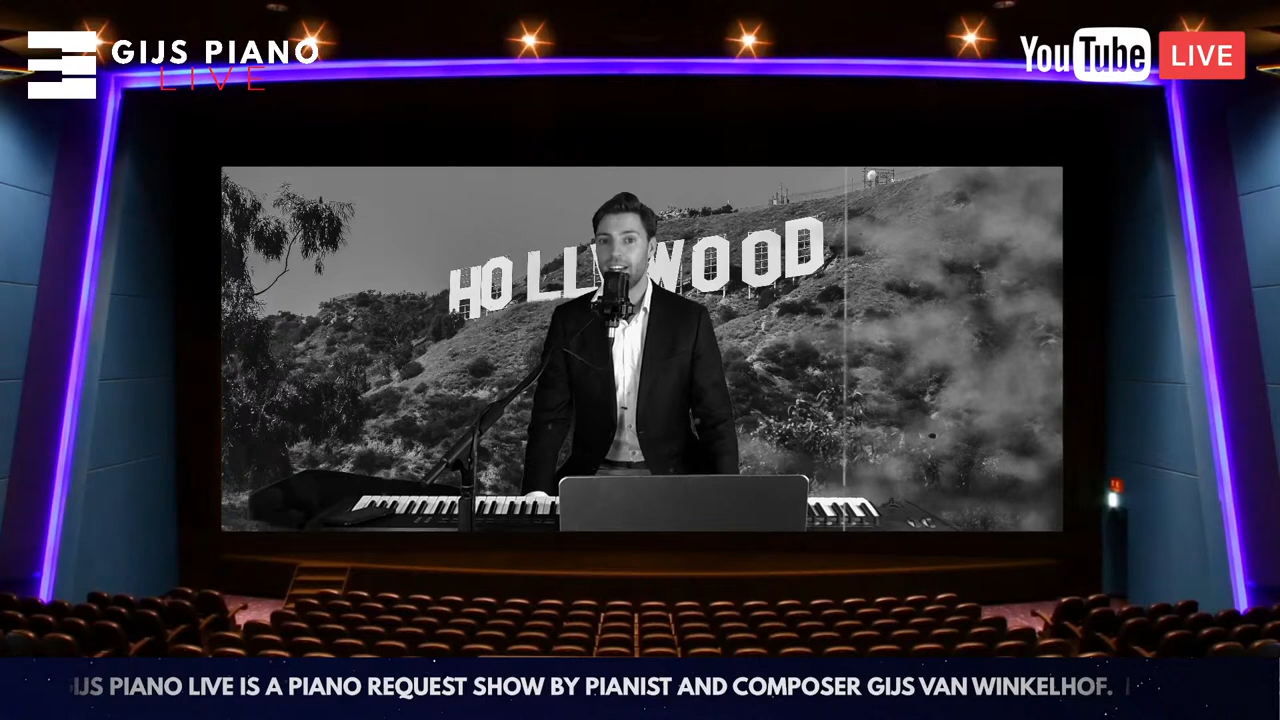 GIJS PIANO
LIVE
YouTube LIVE
HOLLYWOOD
IJS PIANO LIVE IS A PIANO REQUEST SHOW BY PIANIST AND COMPOSER GIJS VAN WINKELHOF.